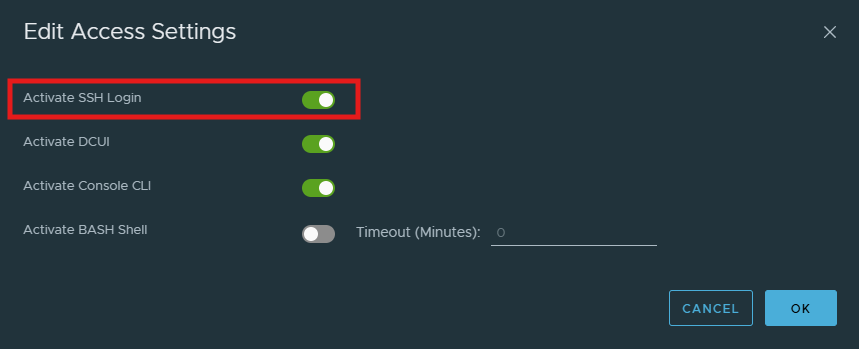 Edit Access Settings
Activate SSH Login
Activate DCUI
Activate Console CLI
Activate BASH Shell Timeout (Minutes): 0
CANCEL OK